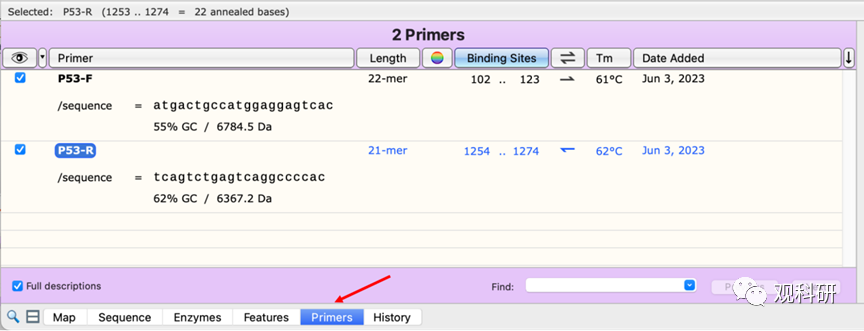 Selected: P53-R (1253 .. 1274 = 22 annealed bases)
2 Primers
Primer Length Binding Sites Tm Date Added
P53-F 22-mer 102 .. 123 61°C Jun 3, 2023
/sequence = atgactgccatggaggagtcac
55% GC / 6784.5 Da
P53-R 21-mer 1254 .. 1274 62°C Jun 3, 2023
/sequence = tcagtctgagtcaggccccac
62% GC / 6367.2 Da
Full descriptions Find:
观科研
Map Sequence Enzymes Features Primers History